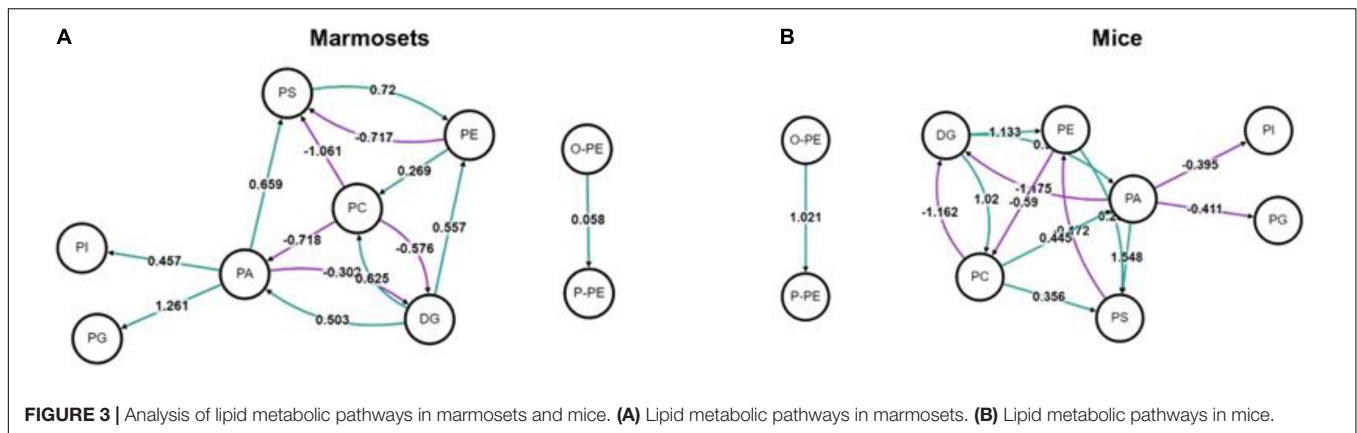 A
Marmosets
B
Mice
PS
0.72
PE
-0.717
-1.061
0.269
0.659
PC
-0.718
-0.576
0.557
PI
0.457
PA
-0.302
0.625
1.261
0.503
DG
PG
O-PE
0.058
P-PE
O-PE
1.021
P-PE
DG
1.133
PE
PI
-0.395
-1.175
PA
1.02
-0.59
-0.411
PG
-1.162
0.445
PC
1.548
0.356
PS
FIGURE 3 | Analysis of lipid metabolic pathways in marmosets and mice. (A) Lipid metabolic pathways in marmosets. (B) Lipid metabolic pathways in mice.